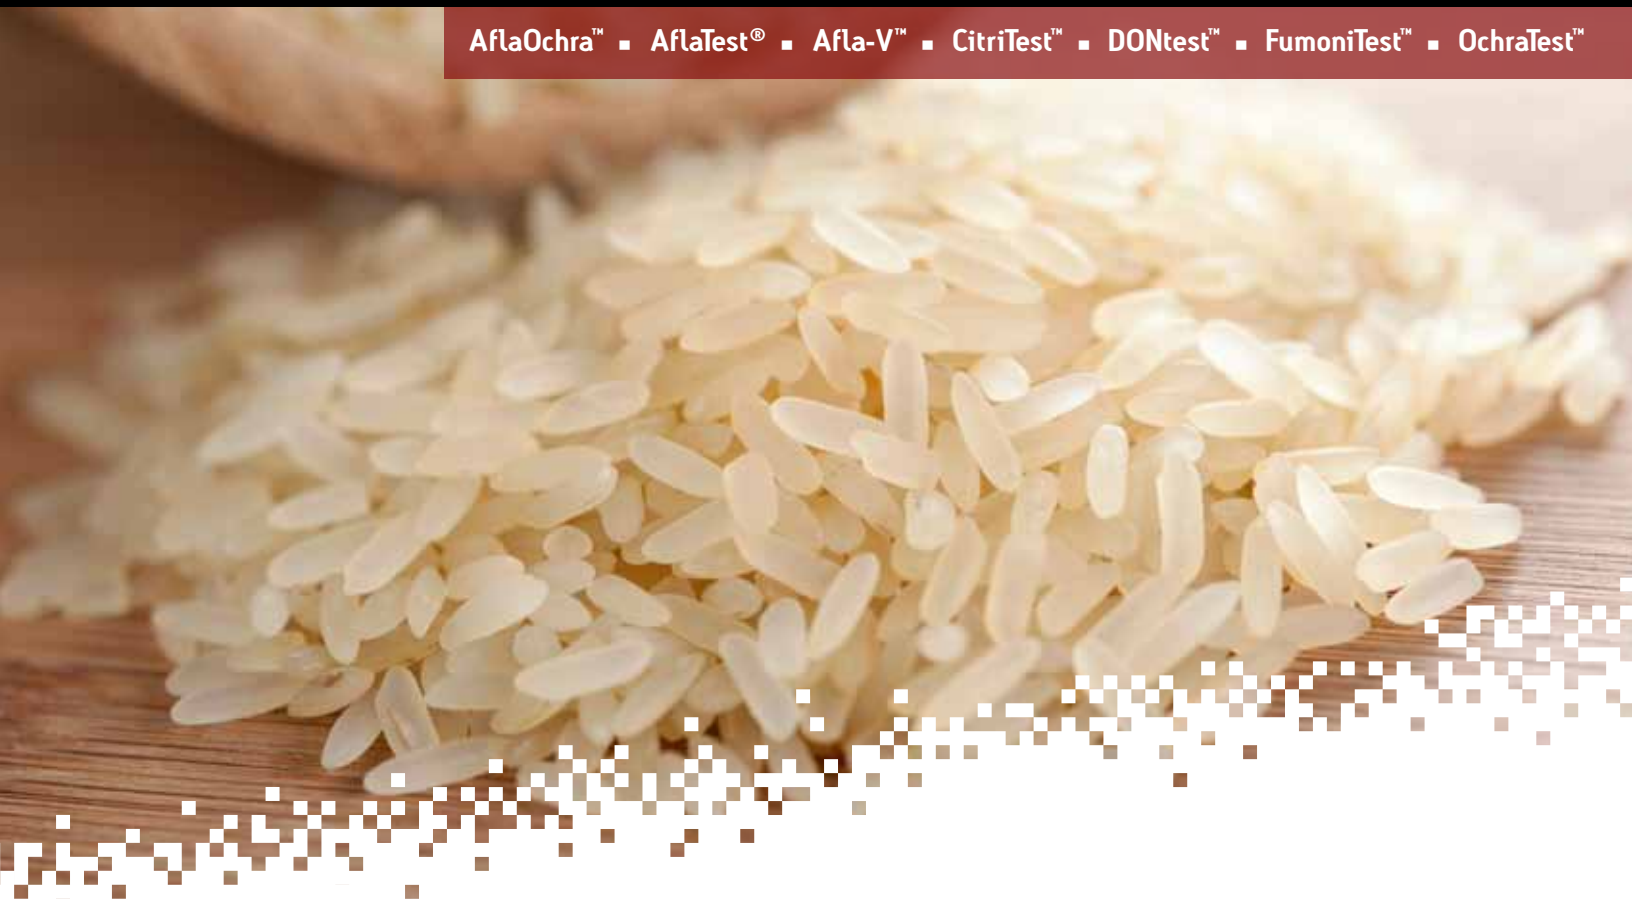 AflaOchra™ ▪ AflaTest® ▪ Afla-V™ ▪ CitriTest™ ▪ DONtest™ ▪ FumoniTest™ ▪ OchraTest™